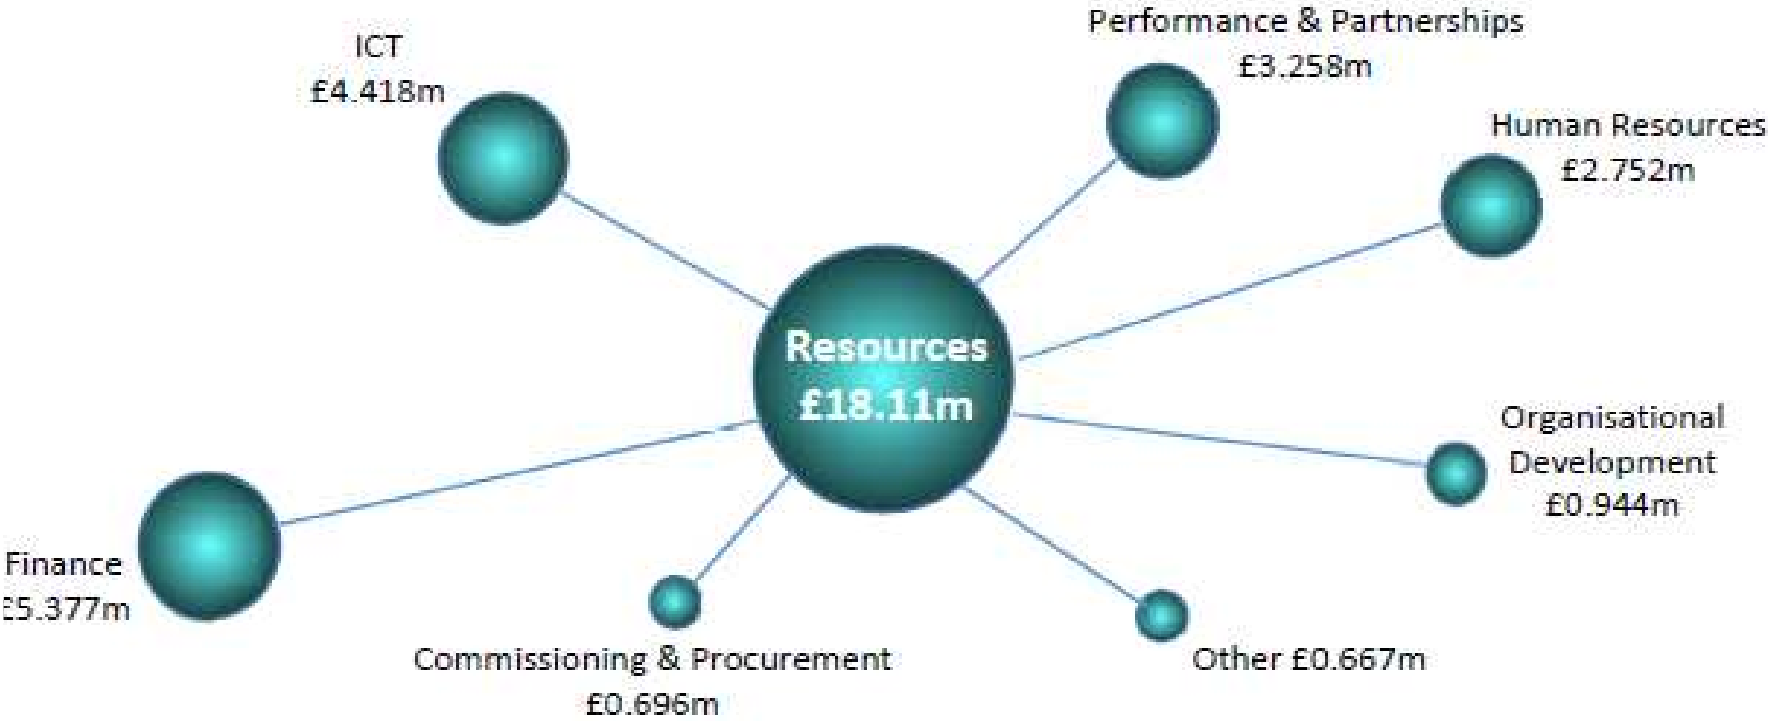 ICT
£4.418m
Performance & Partnerships
£3.258m
Human Resources
£2.752m
Resources
£18.11m
Organisational
Development
£0.944m
Finance
£5.377m
Commissioning & Procurement
£0.696m
Other £0.667m